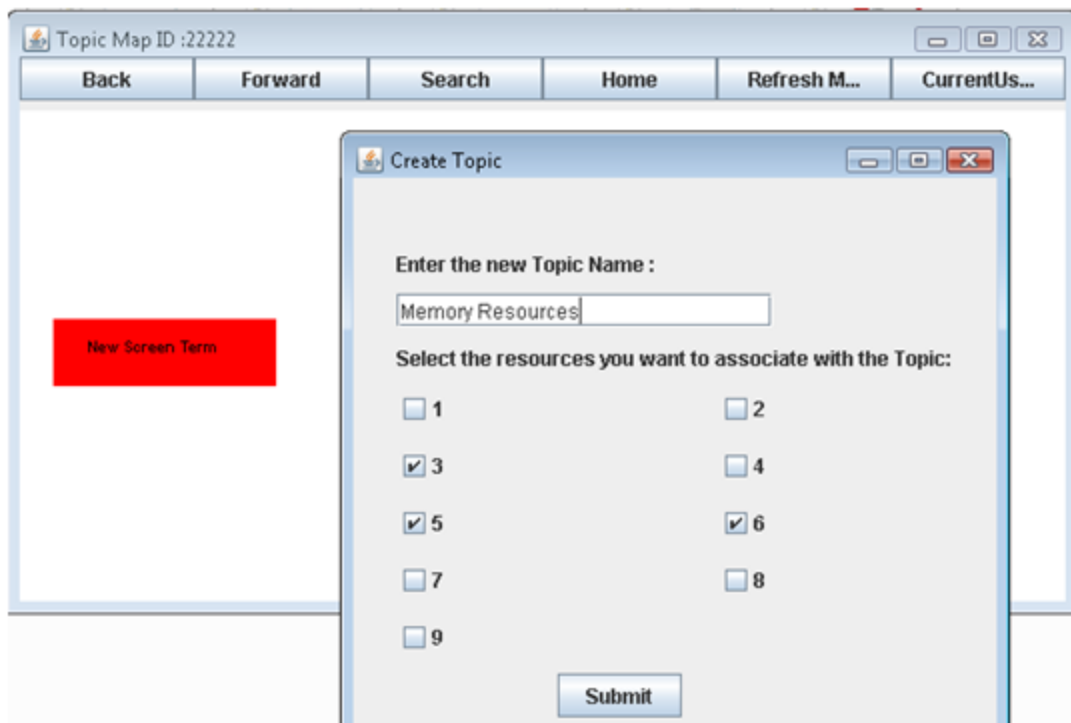 Topic Map ID :22222
Back Forward Search Home Refresh M... CurrentUs...
Create Topic
Enter the new Topic Name :
Memory Resources
New Screen Term
Select the resources you want to associate with the Topic:
1 2
3 4
5 6
7 8
9
Submit